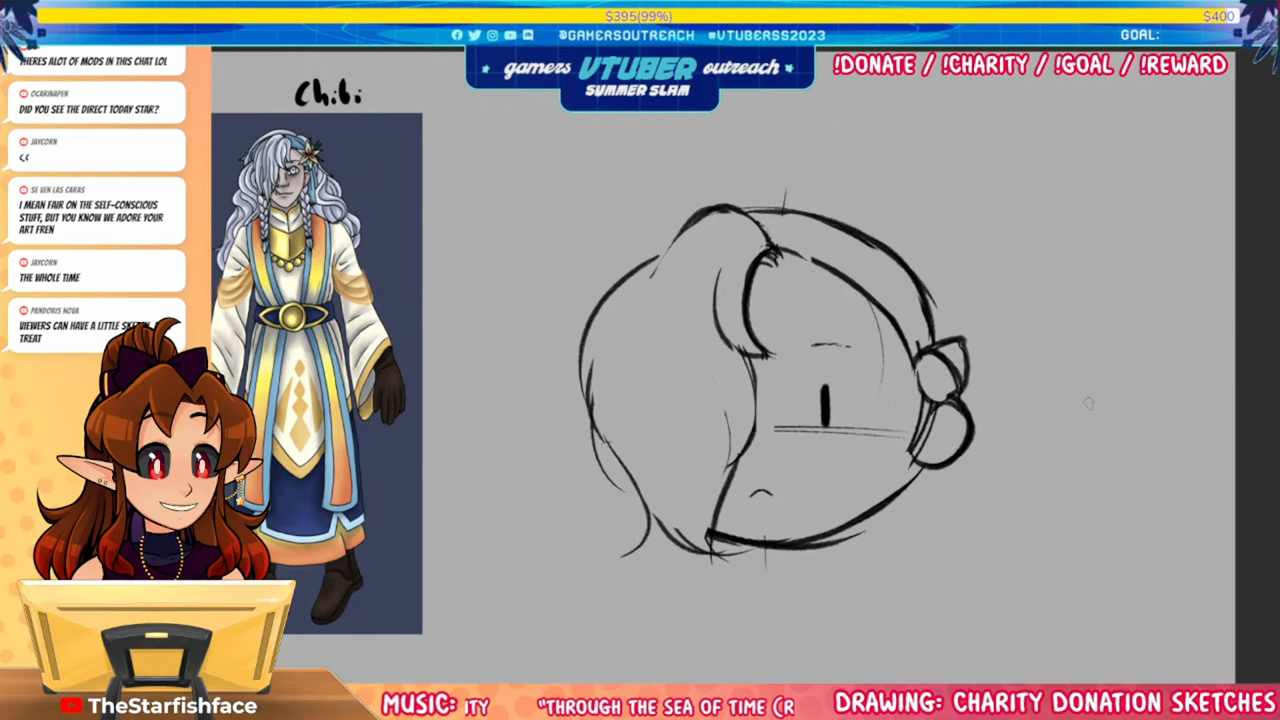 $395(99%)
$400
@GAMERSOUTREACH
#VTUBERSS2023
GOAL:
gamers VTUBER outreach
SUMMER SLAM
!DONATE / !CHARITY / !GOAL / !REWARD
THERES ALOT OF MODS IN THIS CHAT LOL
OCARINAPEN
DID YOU SEE THE DIRECT TODAY STAR?
JAYCORN
C.C
SE VEN LAS CARAS
I MEAN FAIR ON THE SELF-CONSCIOUS
STUFF, BUT YOU KNOW WE ADORE YOUR
ART FREN
JAYCORN
THE WHOLE TIME
PANDORIS NOVA
VIEWERS CAN HAVE A LITTLE SKETCH
TREAT
Chibi
TheStarfishface
MUSIC: ITY "THROUGH THE SEA OF TIME (R
DRAWING: CHARITY DONATION SKETCHES